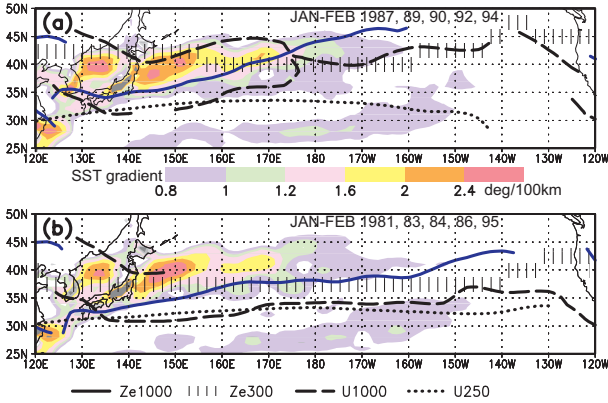 50N
(a)
JAN-FEB 1987, 89, 90, 92, 94
45N
40N
35N
30N
25N
120E 130E 140E 150E 160E 170E 180 170W 160W 150W 140W 130W 120W
SST gradient
0.8 1 1.2 1.6 2 2.4 deg/100km
50N
(b)
JAN-FEB 1981, 83, 84, 86, 95
45N
40N
35N
30N
25N
120E 130E 140E 150E 160E 170E 180 170W 160W 150W 140W 130W 120W
Ze1000 Ze300 U1000 U250